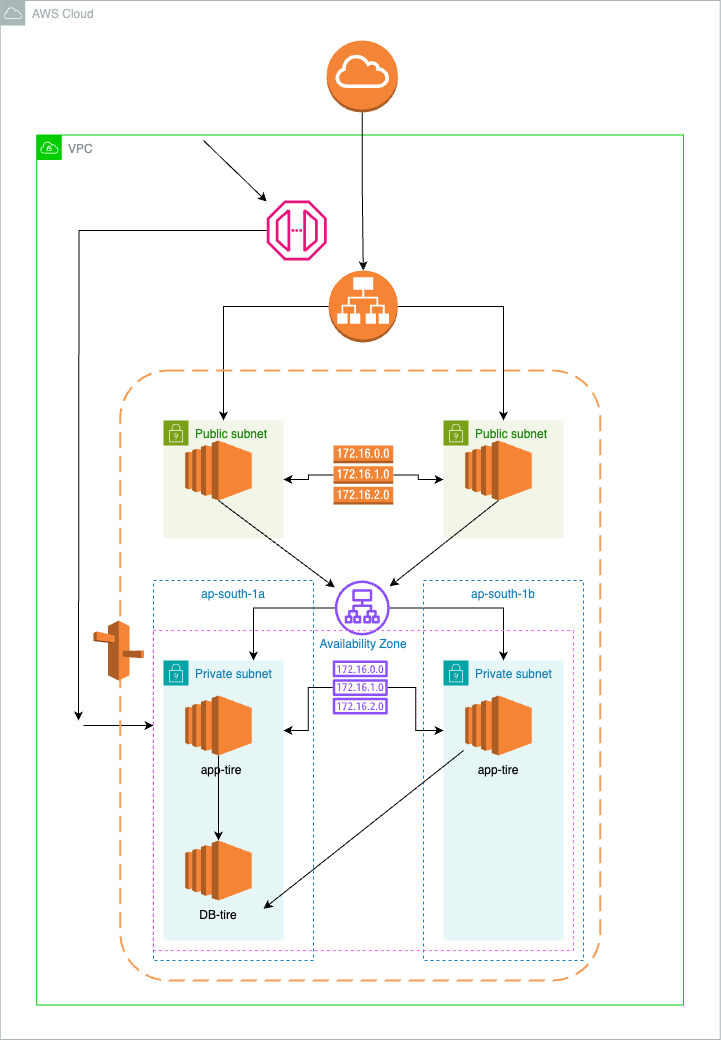 AWS Cloud
VPC
Public subnet
Public subnet
172.16.0.0
172.16.1.0
172.16.2.0
ap-south-1a
ap-south-1b
Availability Zone
Private subnet
Private subnet
172.16.0.0
172.16.1.0
172.16.2.0
app-tire
app-tire
DB-tire